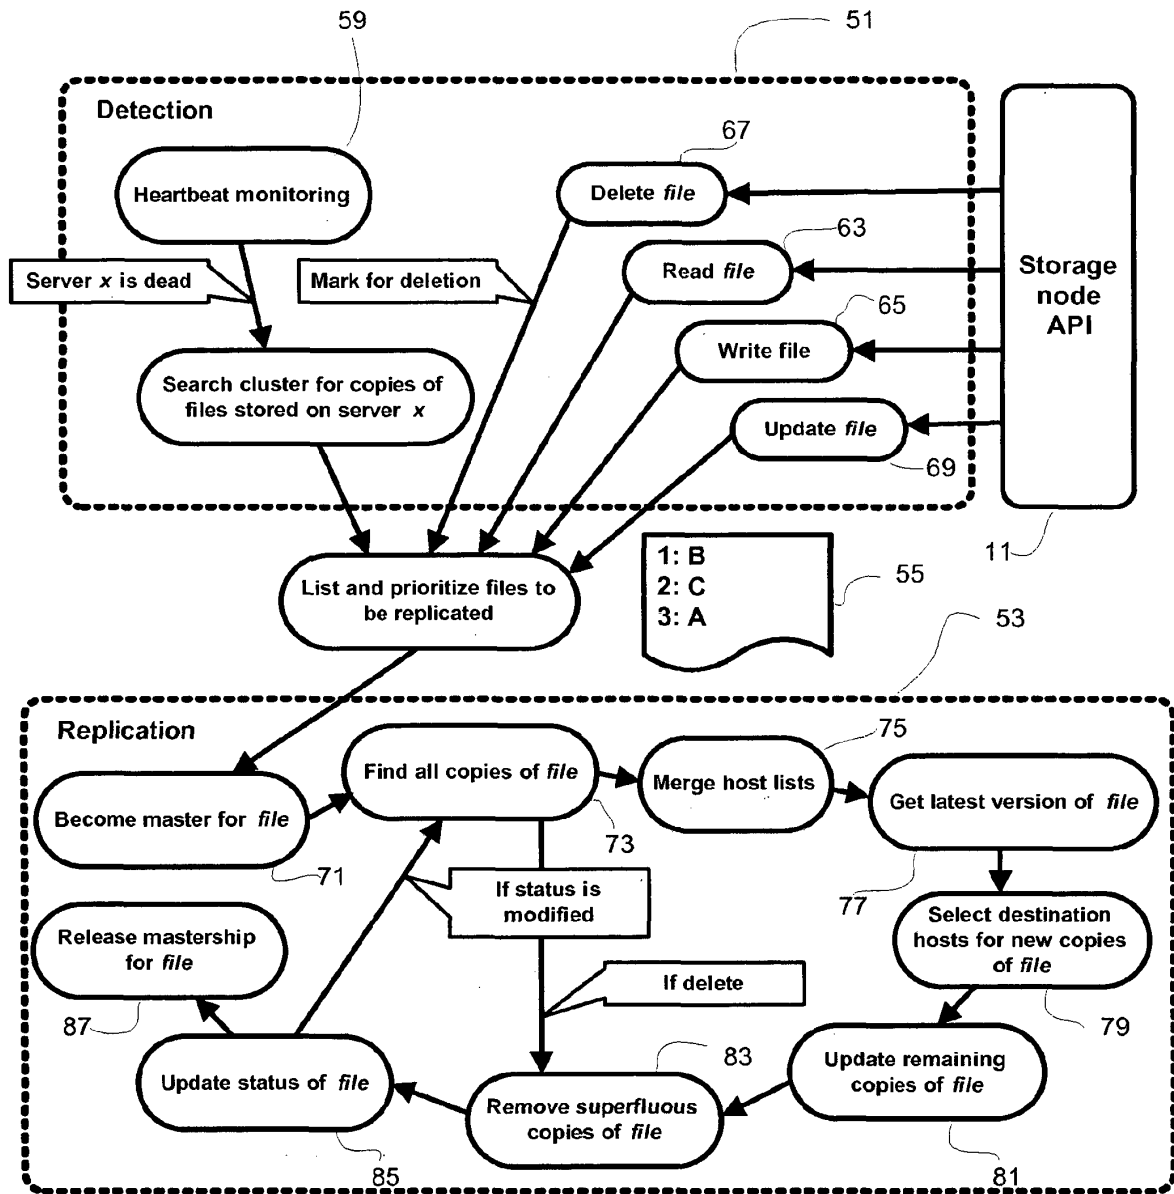 59
51
Detection
67
Heartbeat monitoring
Delete file
63
Server x is dead
Mark for deletion
Read file
Storage
node
API
65
Write file
Search cluster for copies of
files stored on server x
Update file
69
11
List and prioritize files to
be replicated
1: B
2: C
3: A
55
53
Replication
75
Find all copies of file
Merge host lists
Get latest version of file
Become master for file
73
71
77
If status is
modified
Select destination
hosts for new copies
of file
Release mastership
for file
If delete
87
79
83
Update status of file
Update remaining
copies of file
Remove superfluous
copies of file
85
81